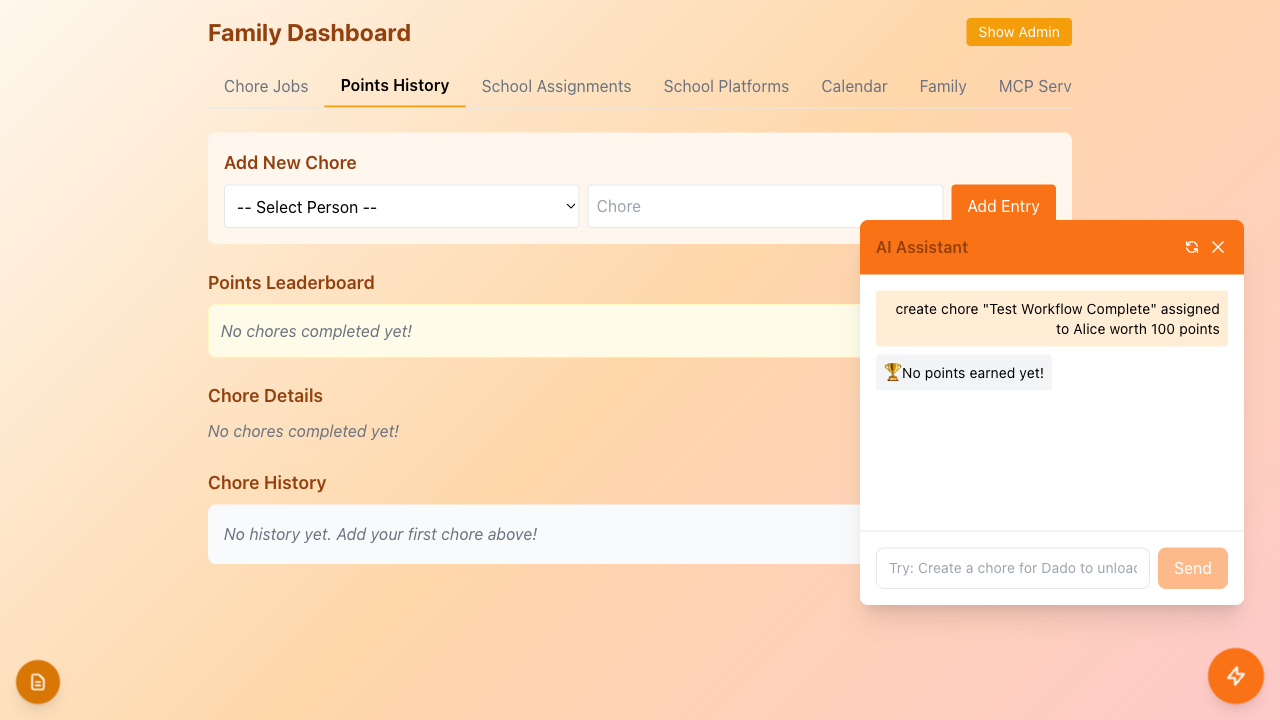 Family Dashboard
Show Admin
Chore Jobs
Points History
School Assignments
School Platforms
Calendar
Family
MCP Serv
Add New Chore
-- Select Person --
Chore
Add Entry
Points Leaderboard
No chores completed yet!
Chore Details
No chores completed yet!
Chore History
No history yet. Add your first chore above!
AI Assistant
create chore "Test Workflow Complete" assigned
to Alice worth 100 points
🏆No points earned yet!
Try: Create a chore for Dado to unload
Send